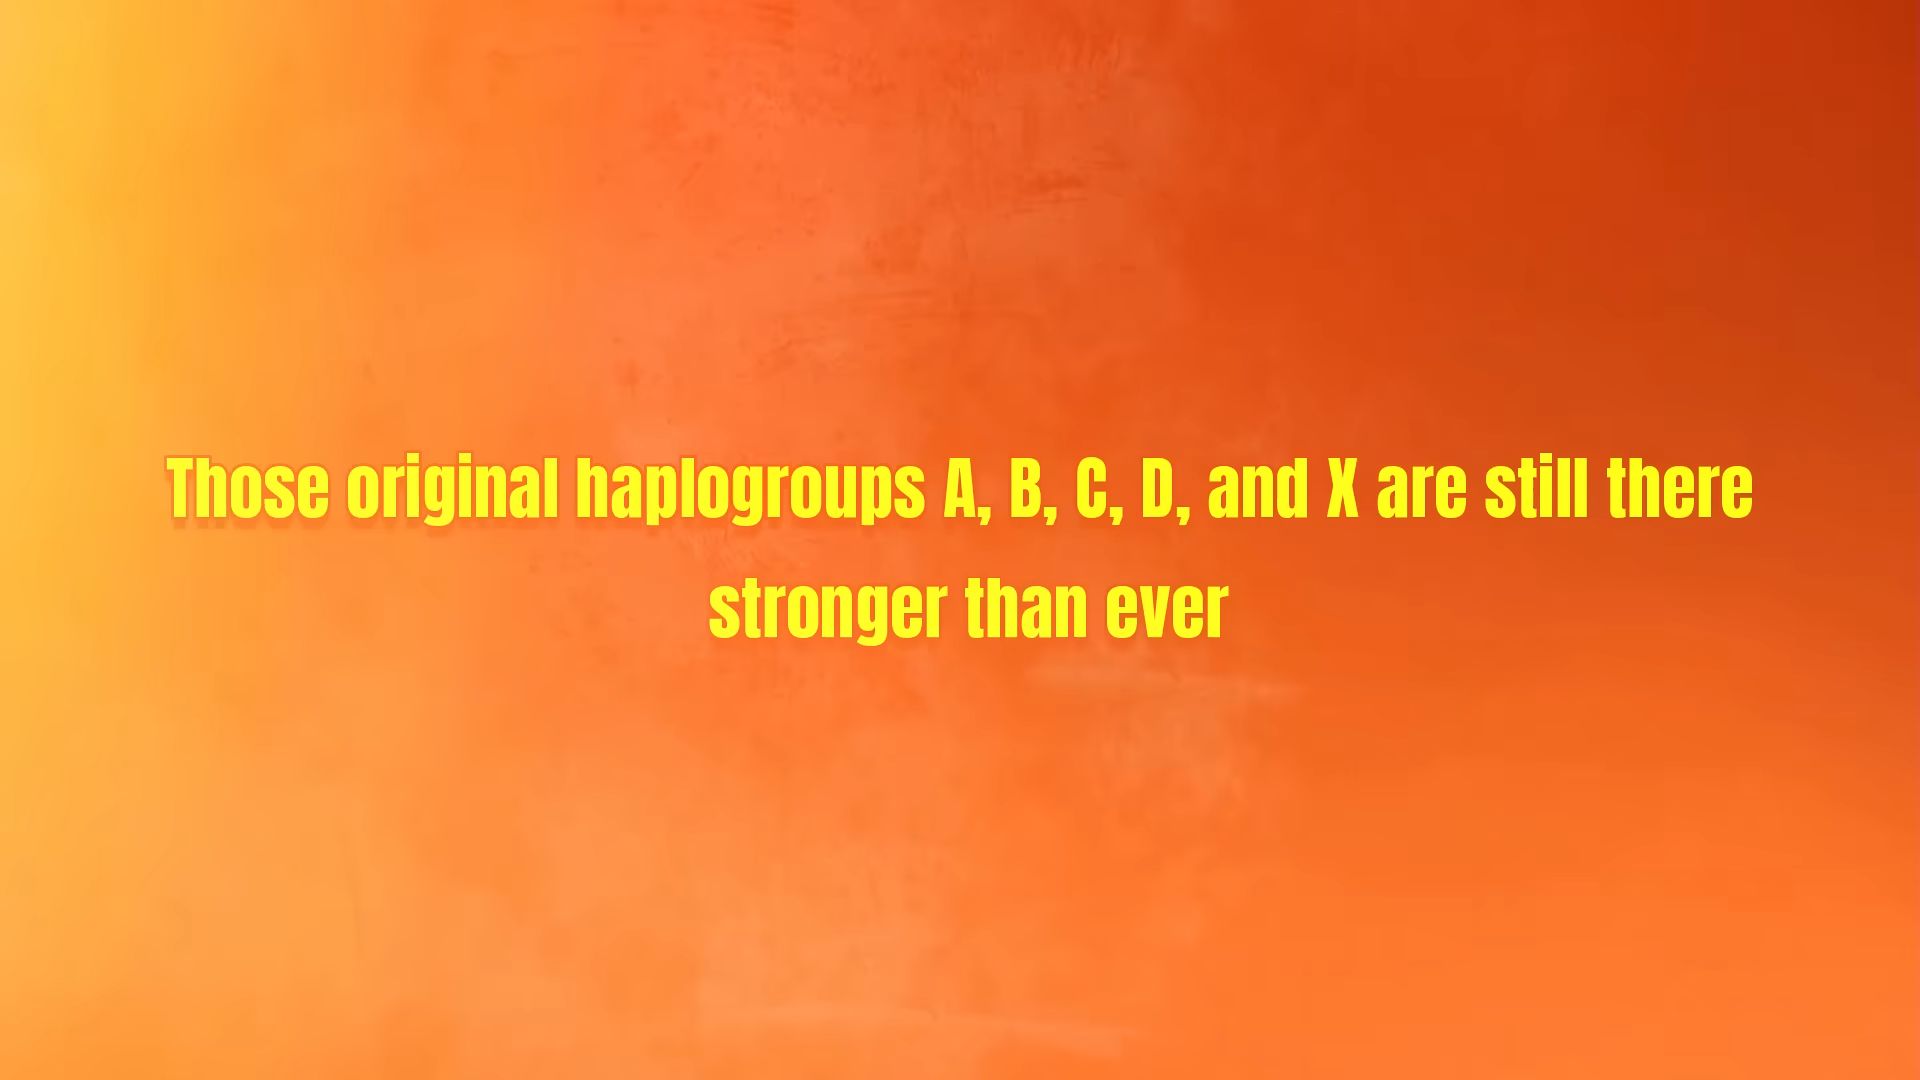 Those original haplogroups A, B, C, D, and X are still there
stronger than ever